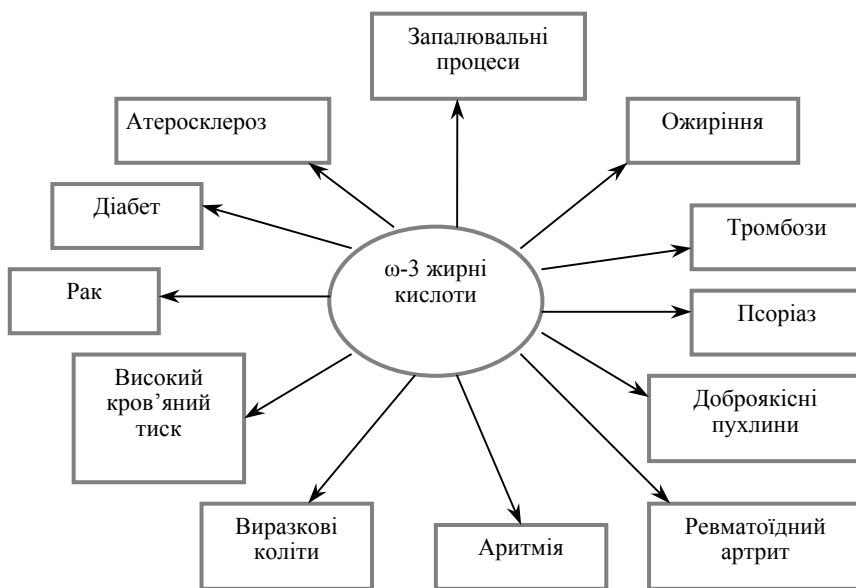 Запалювальні
процеси
Атеросклероз
Ожиріння
Діабет
Тромбози
ω-3 жирні
кислоти
Рак
Псоріаз
Високий
кров’яний
тиск
Доброякісні
пухлини
Виразкові
коліти
Аритмія
Ревматоїдний
артрит